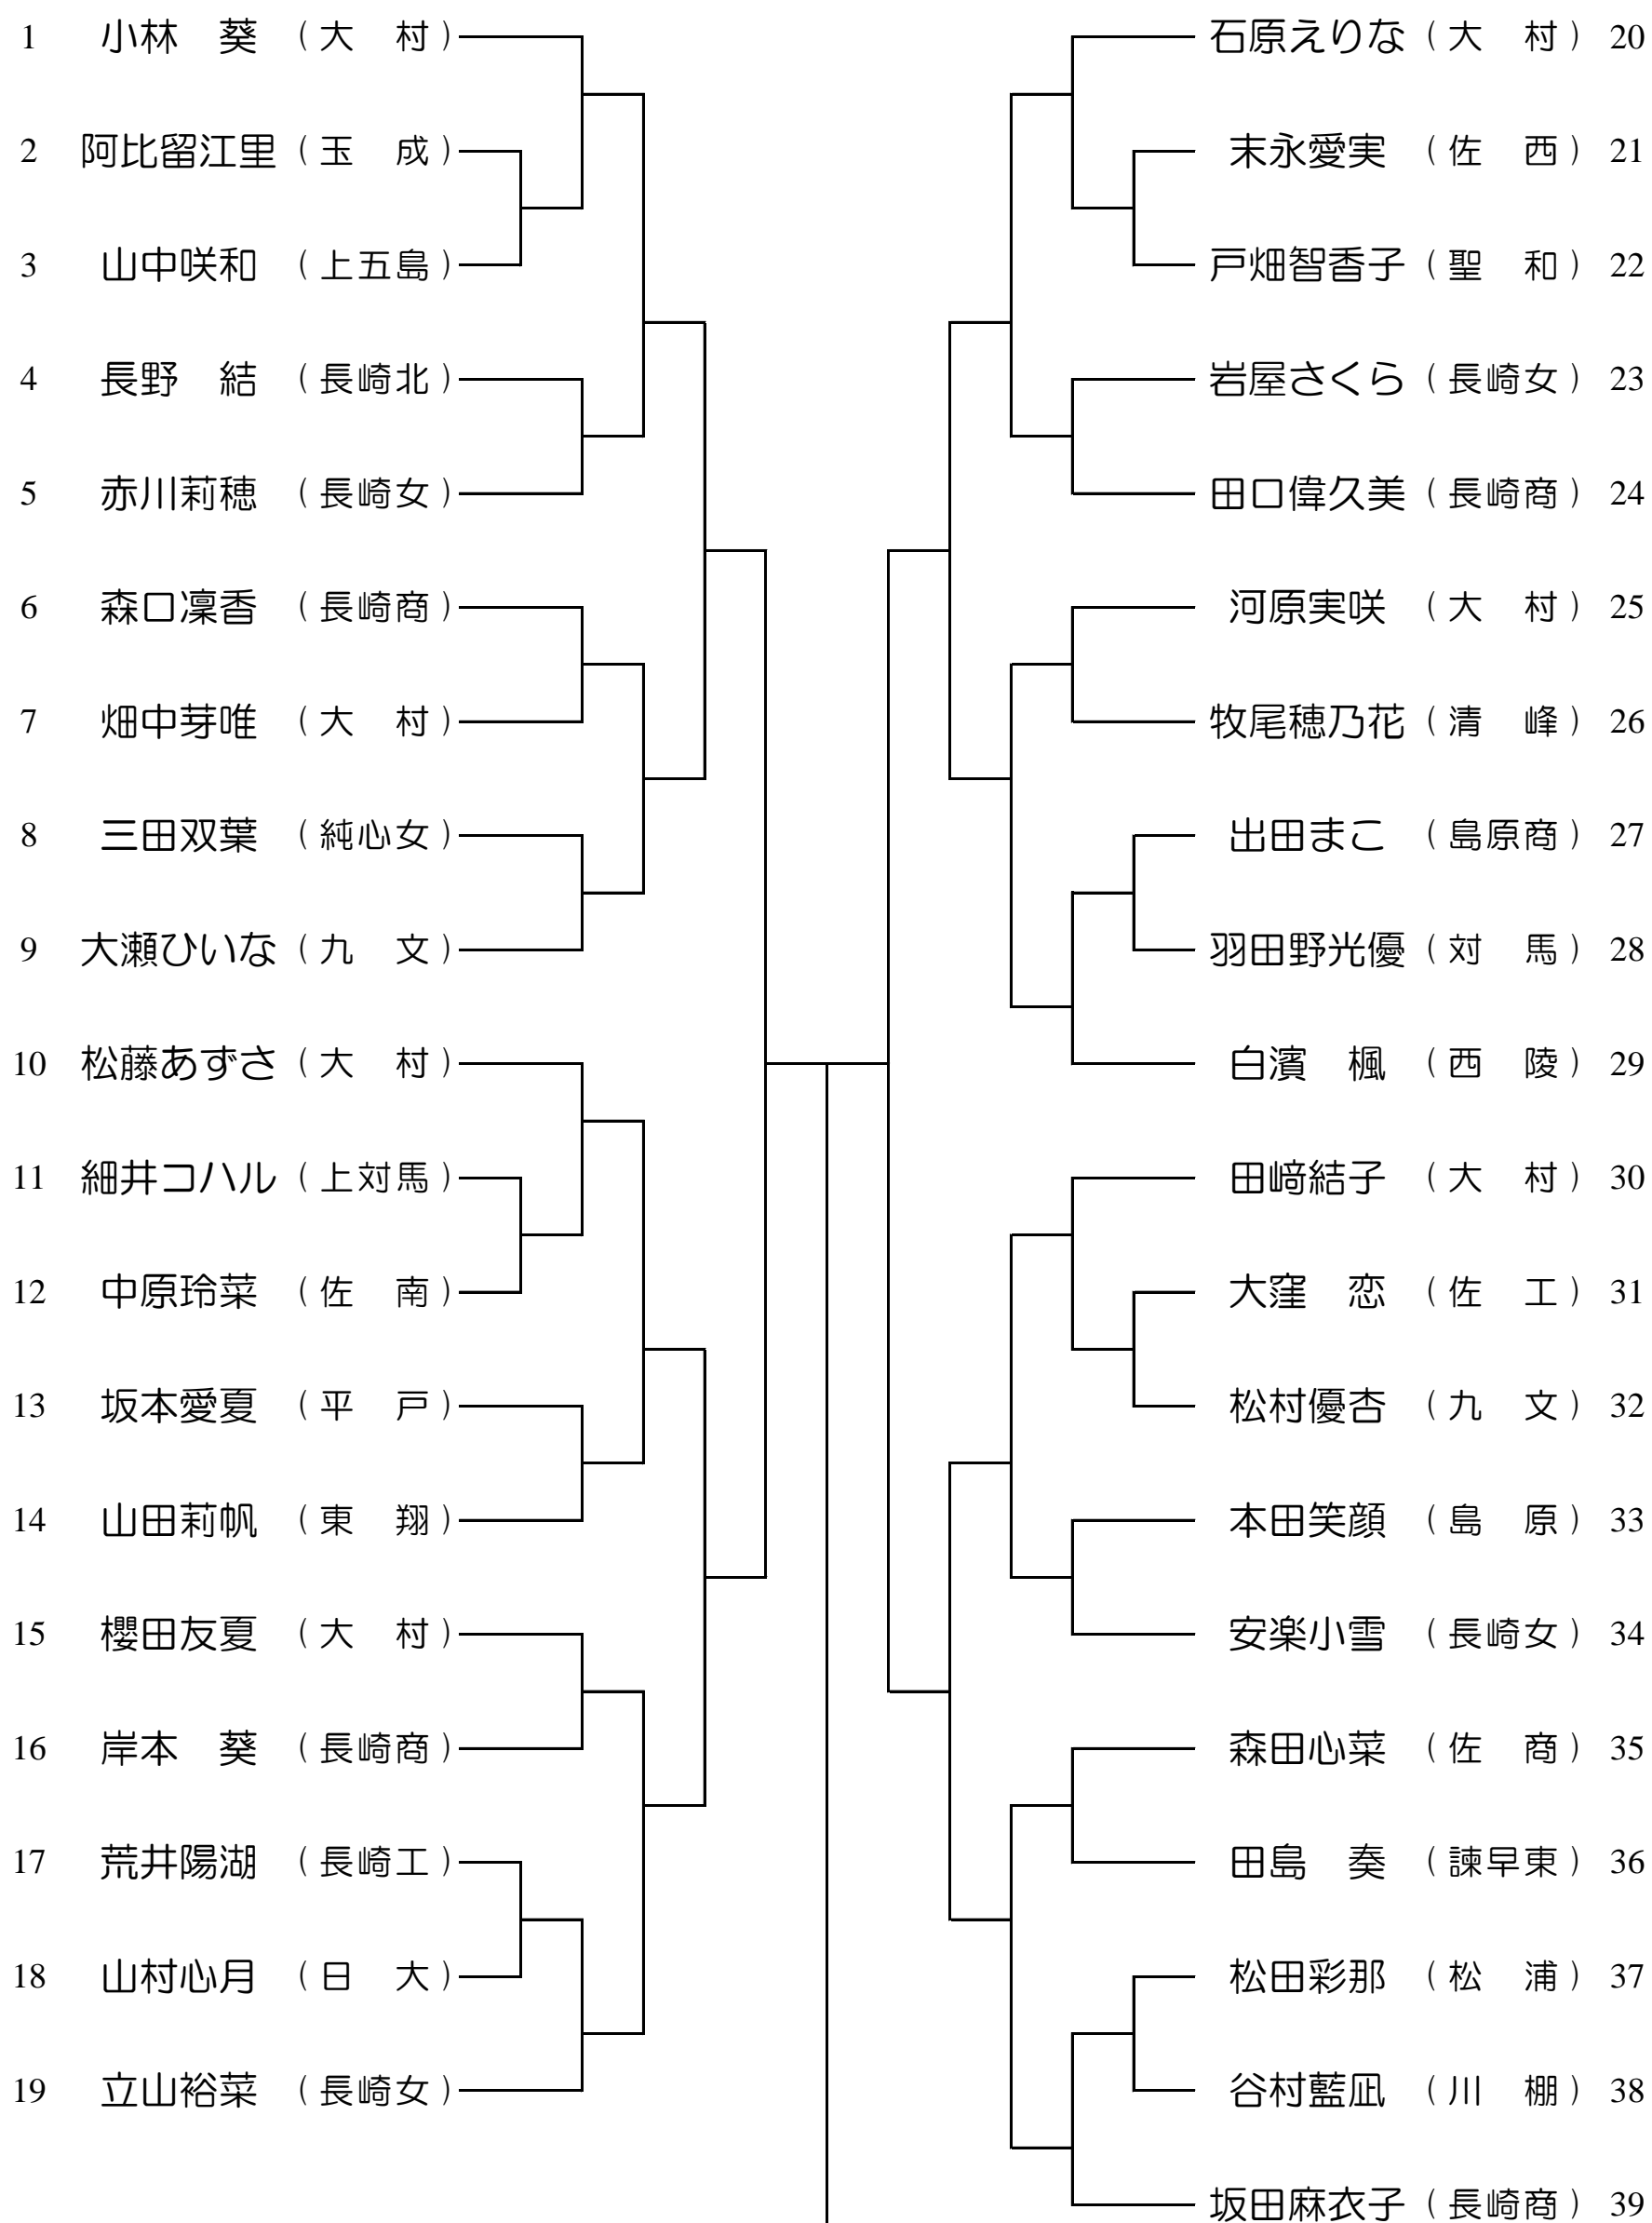 1 小林 葵 (大 村)
2 阿比留江里 (玉 成)
3 山中咲和 (上五島)
4 長野 結 (長崎北)
5 赤川莉穂 (長崎女)
6 森口凜香 (長崎商)
7 畑中芽唯 (大 村)
8 三田双葉 (純心女)
9 大瀬ひいな (九 文)
10 松藤あずさ (大 村)
11 細井コハル (上対馬)
12 中原玲菜 (佐 南)
13 坂本愛夏 (平 戸)
14 山田莉帆 (東 翔)
15 櫻田友夏 (大 村)
16 岸本 葵 (長崎商)
17 荒井陽湖 (長崎工)
18 山村心月 (日 大)
19 立山裕菜 (長崎女)
石原えりな (大 村) 20
末永愛実 (佐 西) 21
戸畑智香子 (聖 和) 22
岩屋さくら (長崎女) 23
田口偉久美 (長崎商) 24
河原実咲 (大 村) 25
牧尾穂乃花 (清 峰) 26
出田まこ (島原商) 27
羽田野光優 (対 馬) 28
白濱 楓 (西 陵) 29
田﨑結子 (大 村) 30
大窪 恋 (佐 工) 31
松村優杏 (九 文) 32
本田笑顔 (島 原) 33
安楽小雪 (長崎女) 34
森田心菜 (佐 商) 35
田島 奏 (諫早東) 36
松田彩那 (松 浦) 37
谷村藍凪 (川 棚) 38
坂田麻衣子 (長崎商) 39